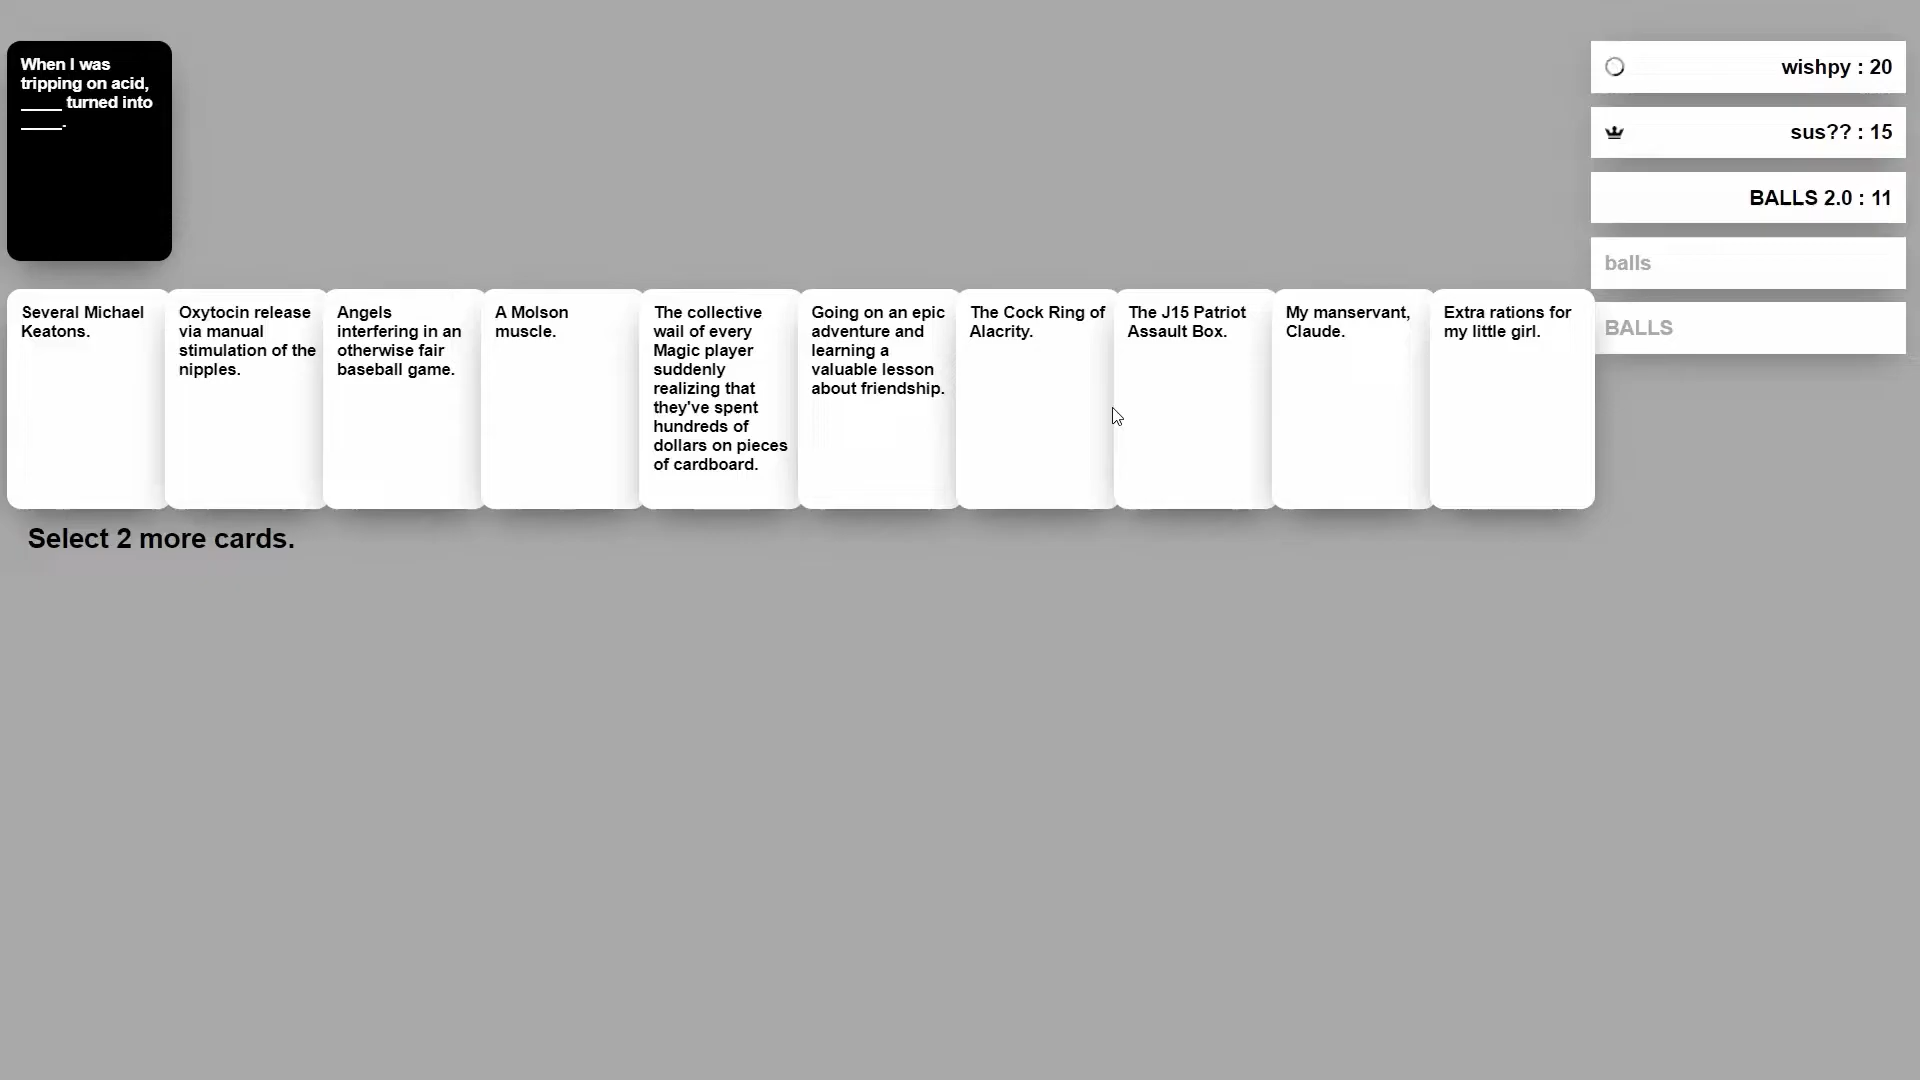 When I was
tripping on acid,
_____ turned into
_____.
wishpy : 20
sus?? : 15
BALLS 2.0 : 11
balls
BALLS
Several Michael
Keatons.
Oxytocin release
via manual
stimulation of the
nipples.
Angels
interfering in an
otherwise fair
baseball game.
A Molson
muscle.
The collective
wail of every
Magic player
suddenly
realizing that
they've spent
hundreds of
dollars on pieces
of cardboard.
Going on an epic
adventure and
learning a
valuable lesson
about friendship.
The Cock Ring of
Alacrity.
The J15 Patriot
Assault Box.
My manservant,
Claude.
Extra rations for
my little girl.
Select 2 more cards.